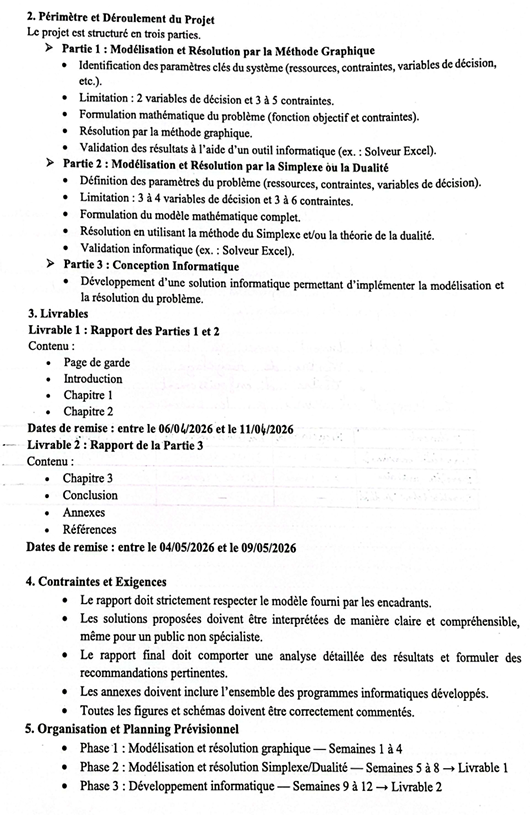 2. Périmètre et Déroulement du Projet
Le projet est structuré en trois parties.
➤ Partie 1 : Modélisation et Résolution par la Méthode Graphique
• Identification des paramètres clés du système (ressources, contraintes, variables de décision,
etc.).
• Limitation : 2 variables de décision et 3 à 5 contraintes.
• Formulation mathématique du problème (fonction objectif et contraintes).
• Résolution par la méthode graphique.
• Validation des résultats à l'aide d'un outil informatique (ex. : Solveur Excel).
➤ Partie 2 : Modélisation et Résolution par la Simplexe ou la Dualité
• Définition des paramètres du problème (ressources, contraintes, variables de décision).
• Limitation : 3 à 4 variables de décision et 3 à 6 contraintes.
• Formulation du modèle mathématique complet.
• Résolution en utilisant la méthode du Simplexe et/ou la théorie de la dualité.
• Validation informatique (ex. : Solveur Excel).
➤ Partie 3 : Conception Informatique
• Développement d'une solution informatique permettant d'implémenter la modélisation et
la résolution du problème.
3. Livrables
Livrable 1 : Rapport des Parties 1 et 2
Contenu :
• Page de garde
• Introduction
• Chapitre 1
• Chapitre 2
Dates de remise : entre le 06/04/2026 et le 11/04/2026
Livrable 2 : Rapport de la Partie 3
Contenu :
• Chapitre 3
• Conclusion
• Annexes
• Références
Dates de remise : entre le 04/05/2026 et le 09/05/2026
4. Contraintes et Exigences
• Le rapport doit strictement respecter le modèle fourni par les encadrants.
• Les solutions proposées doivent être interprétées de manière claire et compréhensible,
même pour un public non spécialiste.
• Le rapport final doit comporter une analyse détaillée des résultats et formuler des
recommandations pertinentes.
• Les annexes doivent inclure l'ensemble des programmes informatiques développés.
• Toutes les figures et schémas doivent être correctement commentés.
5. Organisation et Planning Prévisionnel
• Phase 1 : Modélisation et résolution graphique — Semaines 1 à 4
• Phase 2 : Modélisation et résolution Simplexe/Dualité — Semaines 5 à 8 → Livrable 1
• Phase 3 : Développement informatique — Semaines 9 à 12 → Livrable 2